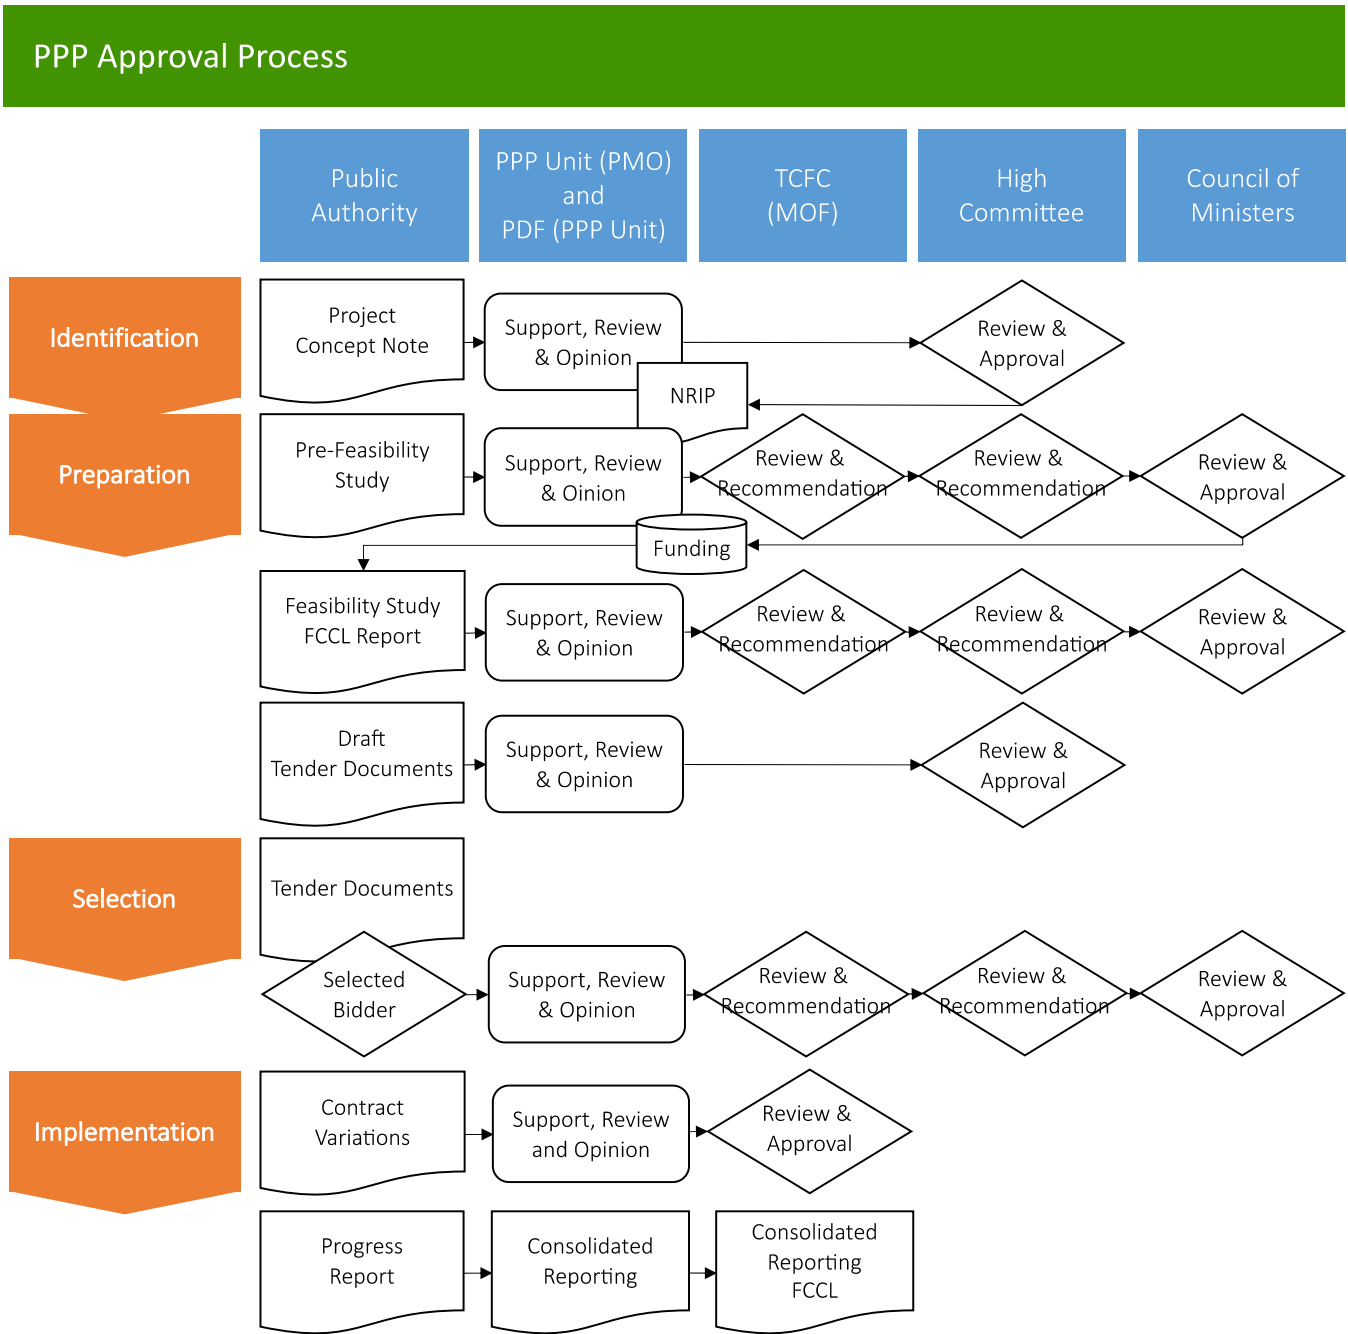 PPP Approval Process
Public
Authority
PPP Unit (PMO)
and
PDF (PPP Unit)
TCFC
(MOF)
High
Committee
Council of
Ministers
Identification
Project
Concept Note
Support, Review
& Opinion
Review &
Approval
NRIP
Preparation
Pre-Feasibility
Study
Support, Review
& Oinion
Review &
Recommendation
Review &
Recommendation
Review &
Approval
Funding
Feasibility Study
FCCL Report
Support, Review
& Opinion
Review &
Recommendation
Review &
Recommendation
Review &
Approval
Draft
Tender Documents
Support, Review
& Opinion
Review &
Approval
Selection
Tender Documents
Selected
Bidder
Support, Review
& Opinion
Review &
Recommendation
Review &
Recommendation
Review &
Approval
Implementation
Contract
Variations
Support, Review
and Opinion
Review &
Approval
Progress
Report
Consolidated
Reporting
Consolidated
Reporting
FCCL